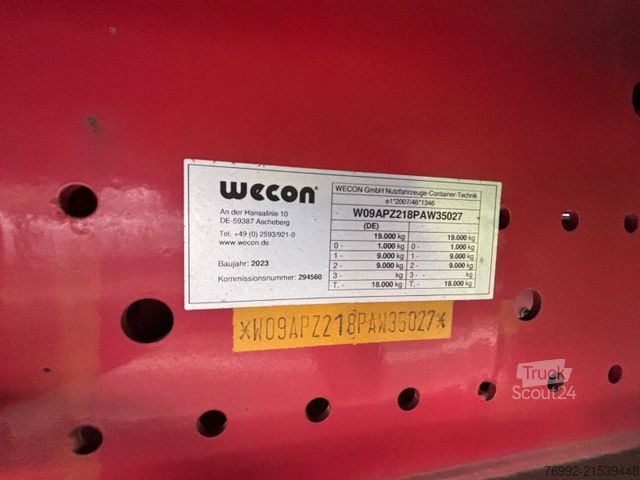 wecon®
An der Hansalinie 10
DE-59387 Ascheberg
Tel. +49 (0) 2593/921-0
www.wecon.de
Baujahr: 2023
Kommissionsnummer: 294560
WECON GmbH Nutzfahrzeuge-Container-Technik
e1*2007/46*1346
W09APZ218PAW35027
(DE)
19.000 kg 19.000 kg
0 - 1.000 kg 0 - 1.000 kg
1 - 9.000 kg 1 - 9.000 kg
2 - 9.000 kg 2 - 9.000 kg
3 - kg 3 - - kg
T. - 18.000 kg T. - 18.000 kg
*W09APZ218PAW35027*
Truck
Scout24
76992-21539448